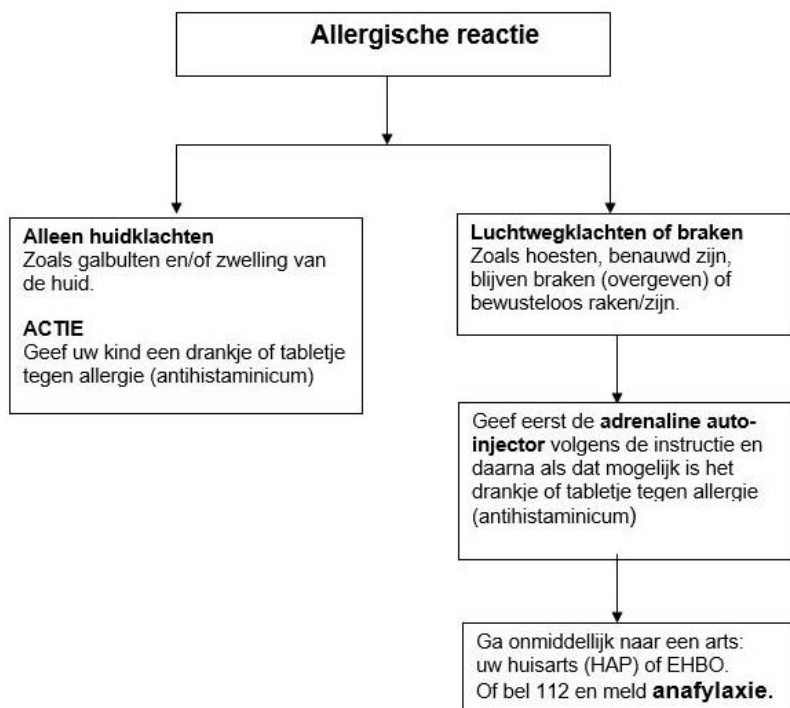 Allergische reactie
Alleen huidklachten
Zoals galbulten en/of zwelling van
de huid.
ACTIE
Geef uw kind een drankje of tabletje
tegen allergie (antihistaminicum)
Luchtwegklachten of braken
Zoals hoesten, benauwd zijn,
blijven braken (overgeven) of
bewusteloos raken/zijn.
Geef eerst de adrenaline auto-
injector volgens de instructie en
daarna als dat mogelijk is het
drankje of tabletje tegen allergie
(antihistaminicum)
Ga onmiddellijk naar een arts:
uw huisarts (HAP) of EHBO.
Of bel 112 en meld anafylaxie.